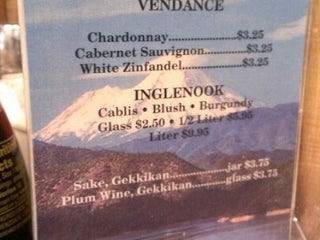 VENDANCE
Chardonnay........................$3.25
Cabernet Sauvignon..............$3.25
White Zinfandel....................$3.25
INGLENOOK
Cablis • Blush • Burgundy
Glass $2.50 • 1/2 Liter $5.95
Liter $9.95
Sake, Gekkikan....................jar $3.75
Plum Wine, Gekkikan...........glass $3.75